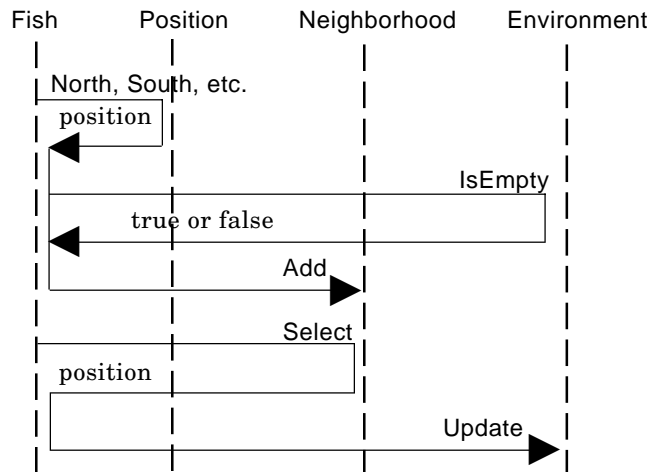 Fish Position Neighborhood Environment
North, South, etc.
position
IsEmpty
true or false
Add
Select
position
Update